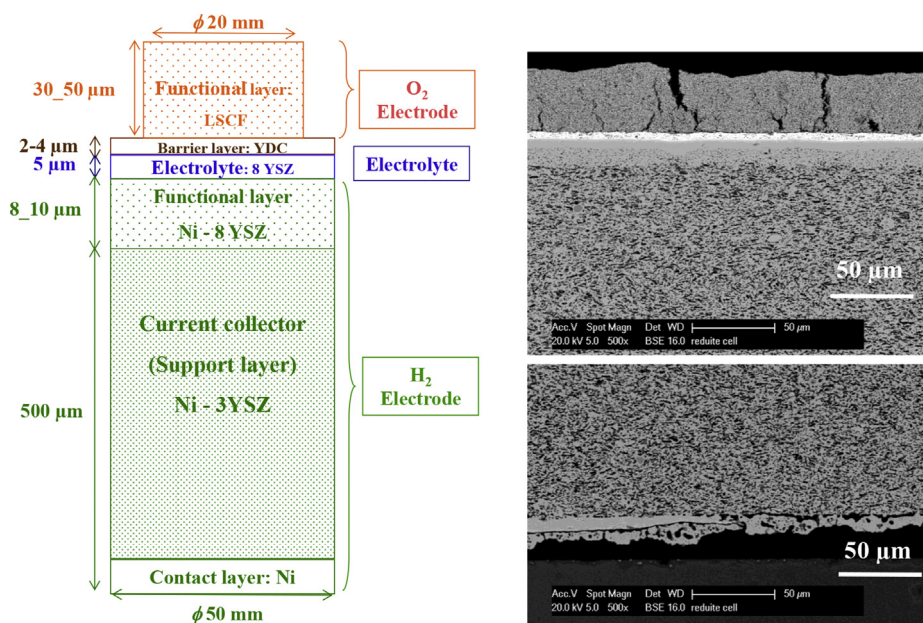 ϕ 20 mm
30_50 µm
Functional layer:
LSCF
O₂
Electrode
2-4 µm
Barrier layer: YDC
5 µm
Electrolyte: 8 YSZ
Electrolyte
8_10 µm
Functional layer
Ni - 8 YSZ
Current collector
(Support layer)
Ni - 3YSZ
H₂
Electrode
500 µm
Contact layer: Ni
ϕ 50 mm
50 µm
Acc.V Spot Magn Det WD 50 µm
20.0 kV 5.0 500x BSE 16.0 reduite cell
50 µm
Acc.V Spot Magn Det WD 50 µm
20.0 kV 5.0 500x BSE 16.0 reduite cell